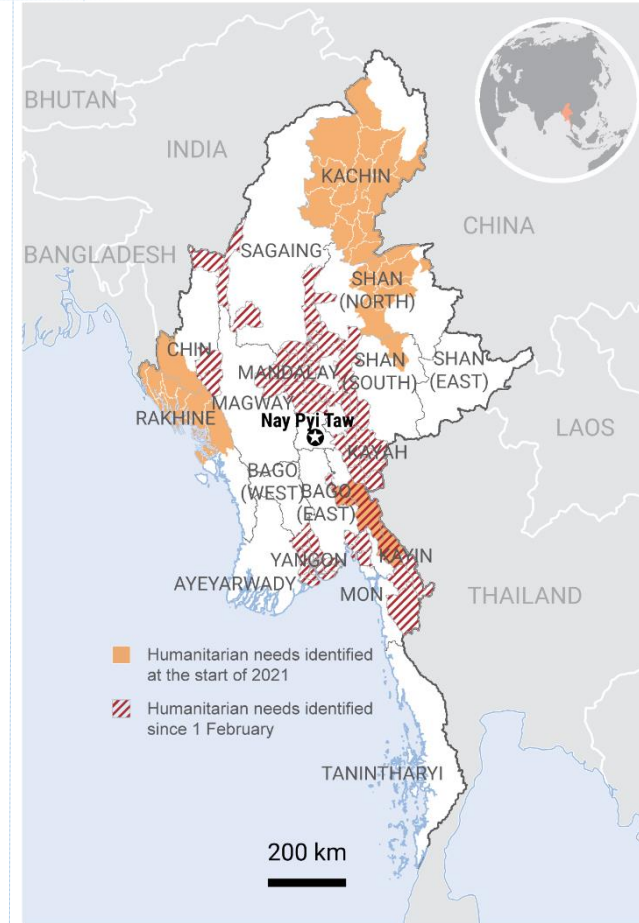 BHUTAN
INDIA
CHINA
KACHIN
BANGLADESH
SAGAING
SHAN
(NORTH)
CHIN
MANDALAY
SHAN
(SOUTH)
SHAN
(EAST)
RAKHINE
MAGWAY
Nay Pyi Taw
LAOS
KAYAH
BAGO
(WEST)
BAGO
(EAST)
YANGON
KAYIN
AYEYARWADY
MON
THAILAND
Humanitarian needs identified
at the start of 2021
Humanitarian needs identified
since 1 February
TANINTHARYI
200 km